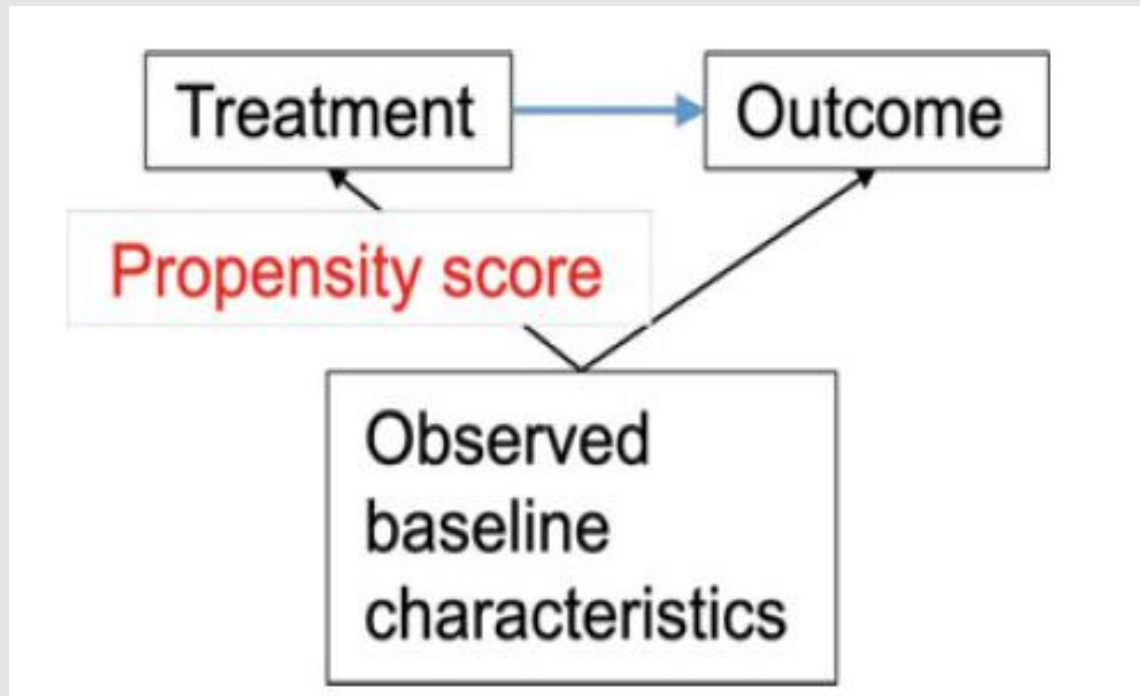 Treatment
Outcome
Propensity score
Observed
baseline
characteristics